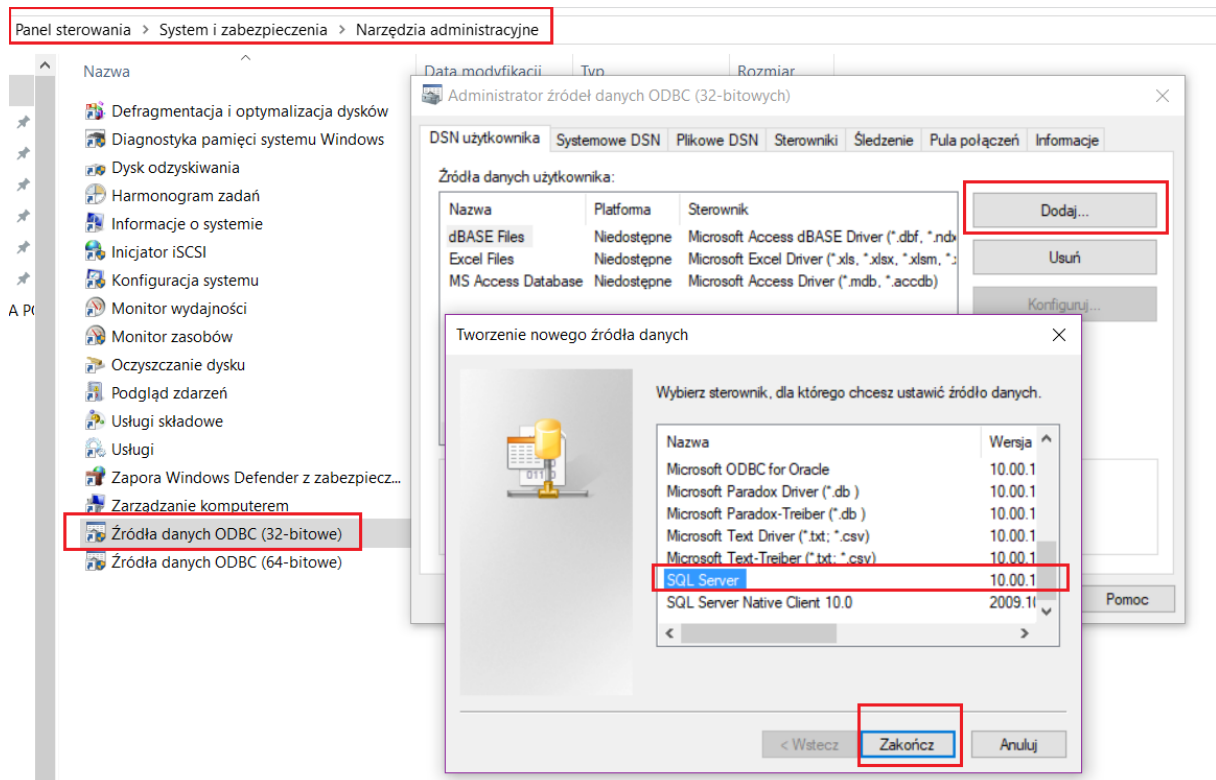 Panel sterowania > System i zabezpieczenia > Narzędzia administracyjne
Nazwa
Data modyfikacji
Typ
Rozmiar
Defragmentacja i optymalizacja dysków
Diagnostyka pamięci systemu Windows
Dysk odzyskiwania
Harmonogram zadań
Informacje o systemie
Inicjator iSCSI
Konfiguracja systemu
Monitor wydajności
Monitor zasobów
Oczyszczanie dysku
Podgląd zdarzeń
Usługi składowe
Usługi
Zapora Windows Defender z zabezpiecz...
Zarządzanie komputerem
Źródła danych ODBC (32-bitowe)
Źródła danych ODBC (64-bitowe)
Administrator źródeł danych ODBC (32-bitowych)
DSN użytkownika Systemowe DSN Plikowe DSN Sterowniki Śledzenie Pula połączeń Informacje
Źródła danych użytkownika:
Nazwa Platforma Sterownik
dBASE Files Niedostępne Microsoft Access dBASE Driver (*.dbf, *.ndx
Excel Files Niedostępne Microsoft Excel Driver (*.xls, *.xlsx, *.xlsm, *.
MS Access Database Niedostępne Microsoft Access Driver (*.mdb, *.accdb)
Dodaj...
Usuń
Konfiguruj...
Pomoc
Tworzenie nowego źródła danych
Wybierz sterownik, dla którego chcesz ustawić źródło danych.
Nazwa Wersja
Microsoft ODBC for Oracle 10.00.1
Microsoft Paradox Driver (*.db ) 10.00.1
Microsoft Paradox-Treiber (*.db ) 10.00.1
Microsoft Text Driver (*.txt; *.csv) 10.00.1
Microsoft Text-Treiber (*.txt; *.csv) 10.00.1
SQL Server 10.00.1
SQL Server Native Client 10.0 2009.10
< Wstecz Zakończ Anuluj